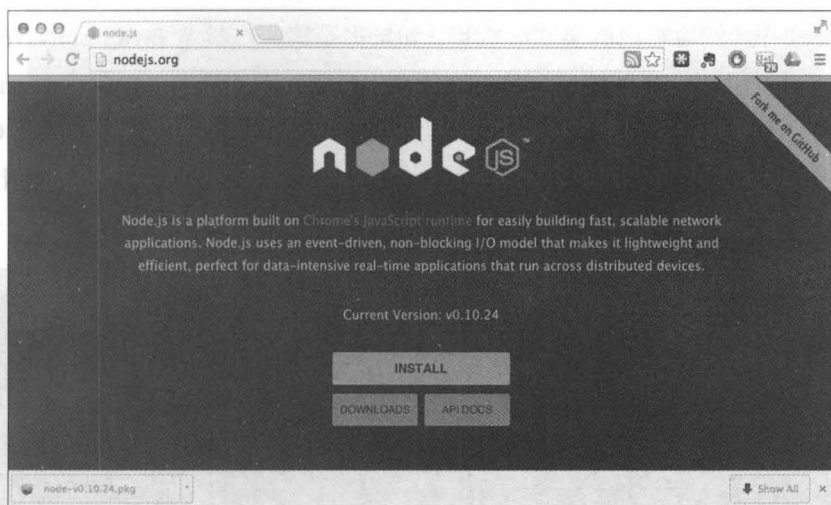 node.js
nodejs.org
2K
Fork me on GitHub
node JS ™
Node.js is a platform built on Chrome's JavaScript runtime for easily building fast, scalable network
applications. Node.js uses an event-driven, non-blocking I/O model that makes it lightweight and
efficient, perfect for data-intensive real-time applications that run across distributed devices.
Current Version: v0.10.24
INSTALL
DOWNLOADS API DOCS
node-v0.10.24.pkg
Show All